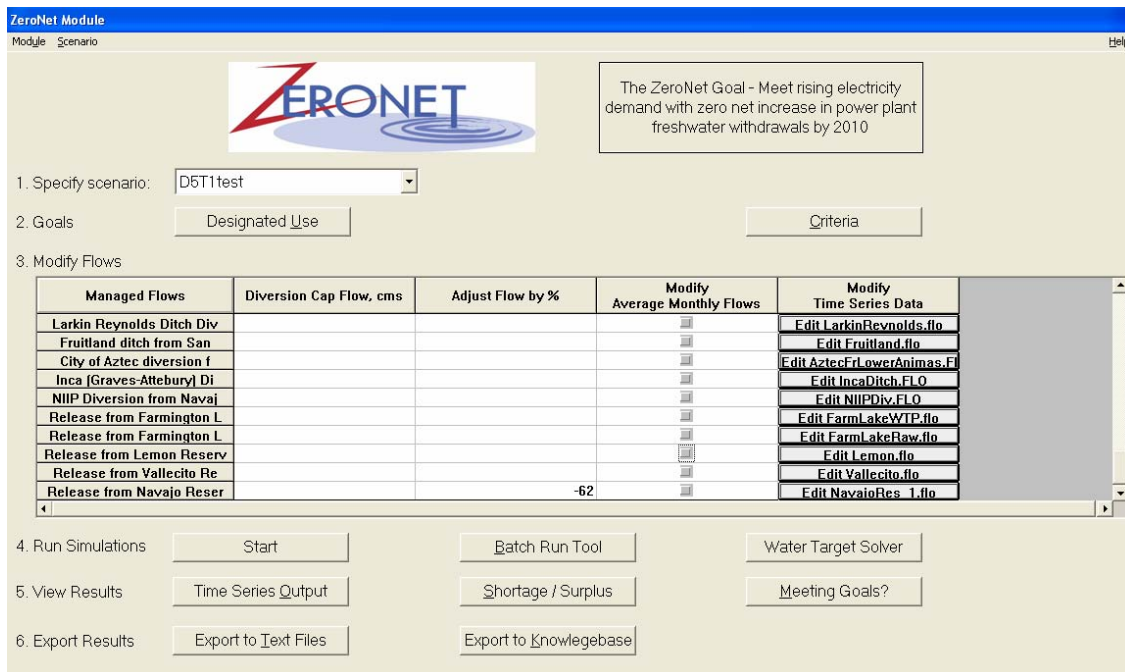 ZeroNet Module
Module Scenario Help
ZERONET
The ZeroNet Goal - Meet rising electricity
demand with zero net increase in power plant
freshwater withdrawals by 2010
1. Specify scenario: D5T1test
2. Goals Designated Use Criteria
3. Modify Flows
Managed Flows Diversion Cap Flow, cms Adjust Flow by % Modify Average Monthly Flows Modify Time Series Data
Larkin Reynolds Ditch Div Edit LarkinReynolds.flo
Fruitland ditch from San Edit Fruitland.flo
City of Aztec diversion f Edit AztecFrLowerAnimas.Fl
Inca (Graves-Attebury) Di Edit IncaDitch.FLO
NIIP Diversion from Navaj Edit NIIPDiv.FLO
Release from Farmington L Edit FarmLakeWTP.flo
Release from Farmington L Edit FarmLakeRaw.flo
Release from Lemon Reserv Edit Lemon.flo
Release from Vallecito Re Edit Vallecito.flo
Release from Navajo Reser -62 Edit NavajoRes_1.flo
4. Run Simulations Start Batch Run Tool Water Target Solver
5. View Results Time Series Output Shortage / Surplus Meeting Goals?
6. Export Results Export to Text Files Export to Knowlegebase